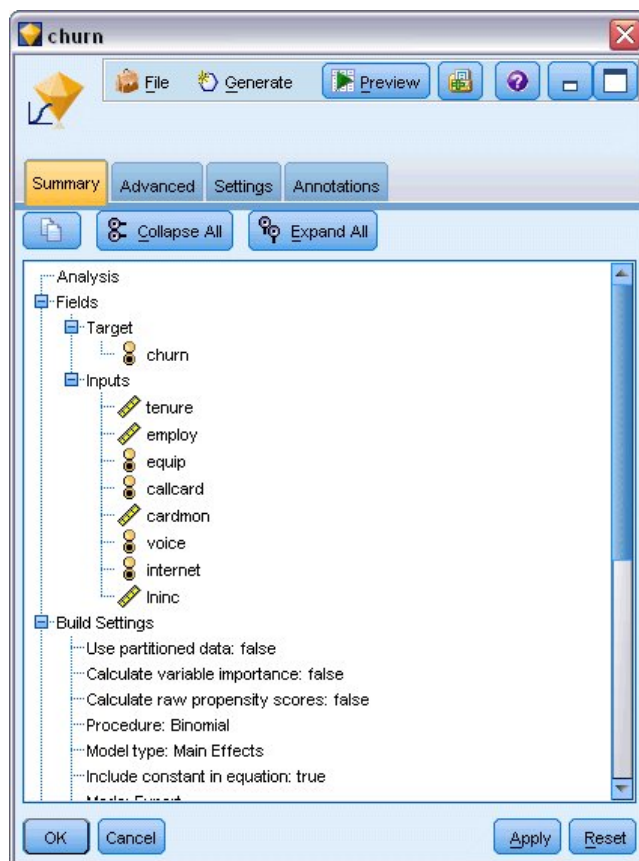 churn
File Generate Preview
Summary Advanced Settings Annotations
Collapse All Expand All
Analysis
Fields
Target
churn
Inputs
tenure
employ
equip
callcard
cardmon
voice
internet
lninc
Build Settings
Use partitioned data: false
Calculate variable importance: false
Calculate raw propensity scores: false
Procedure: Binomial
Model type: Main Effects
Include constant in equation: true
Mode: Expert
OK Cancel Apply Reset